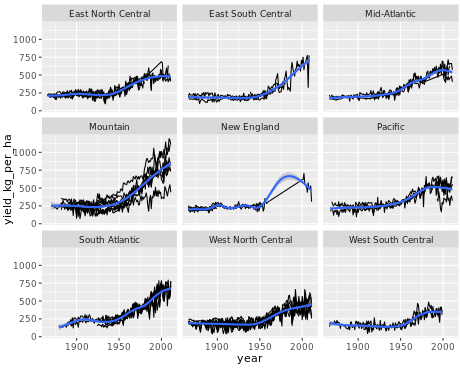 East North Central East South Central Mid-Atlantic
1000
750
500
250
0
Mountain New England Pacific
yield_kg_per_ha
1000
750
500
250
0
South Atlantic West North Central West South Central
1000
750
500
250
0
1900 1950 2000 1900 1950 2000 1900 1950 2000
year